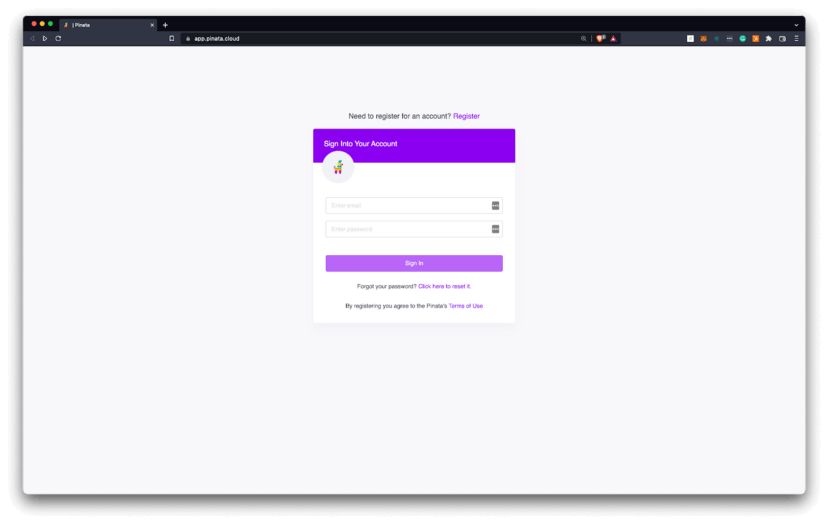 | Pinata
app.pinata.cloud
Need to register for an account? Register
Sign Into Your Account
Enter email
Enter password
Sign In
Forgot your password? Click here to reset it.
By registering you agree to the Pinata's Terms of Use